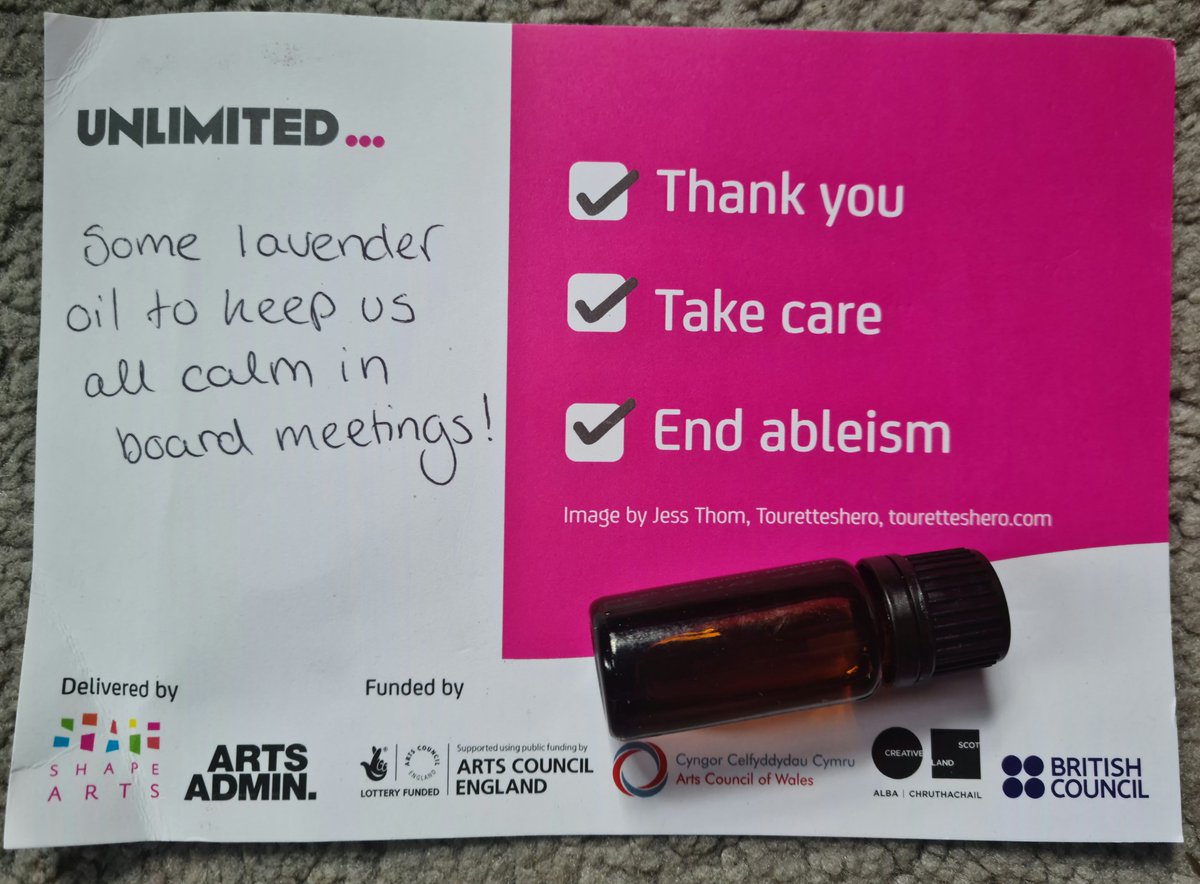 UNLIMITED...
Some lavender
oil to keep us
all calm in
board meetings!
Thank you
Take care
End ableism
Image by Jess Thom, Touretteshero, touretteshero.com
Delivered by
SHAPE
SHAPE
ARTS
ARTS
ADMIN.
Funded by
LOTTERY FUNDED
ARTS COUNCIL
ENGLAND
Supported using public funding by
ARTS COUNCIL
ENGLAND
Cyngor Celfyddydau Cymru
Arts Council of Wales
CREATIVE SCOT
LAND
ALBA | CHRUTHACHAIL
BRITISH
COUNCIL